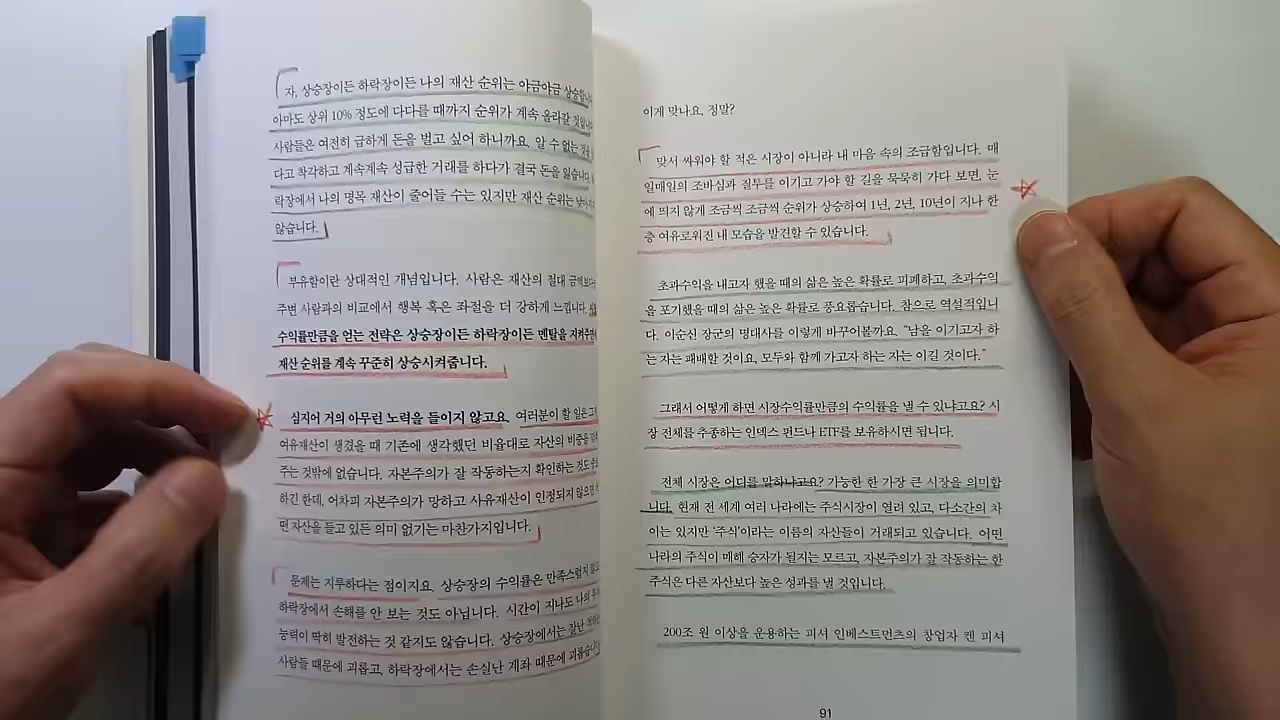 자, 상승장이든 하락장이든 나의 재산 순위는 야금야금 상승합니다.
아마도 상위 10% 정도에 다다를 때까지 순위가 계속 올라갈 것입니다.
사람들은 여전히 급하게 돈을 벌고 싶어 하니까요. 알 수 없는 것을
다고 착각하고 계속계속 성급한 거래를 하다가 결국 돈을 잃습니다.
락장에서 나의 명목 재산이 줄어들 수는 있지만 재산 순위는
않습니다.
부유함이란 상대적인 개념입니다. 사람은 재산의 절대 금액보다
주변 사람과의 비교에서 행복 혹은 좌절을 더 강하게 느낍니다.
수익률만큼을 얻는 전략은 상승장이든 하락장이든 멘탈을 지켜주면서
재산 순위를 계속 꾸준히 상승시켜줍니다.
심지어 거의 아무런 노력을 들이지 않고요. 여러분이 할 일은
여유재산이 생겼을 때 기존에 생각했던 비율대로 자산의 비중을
주는 것밖에 없습니다. 자본주의가 잘 작동하는지 확인하는 것도
하긴 한데, 어차피 자본주의가 망하고 사유재산이 인정되지 않으면
떤 자산을 들고 있든 의미 없기는 마찬가지입니다.
문제는 지루하다는 점이지요. 상승장의 수익률은 만족스럽지
하락장에서 손해를 안 보는 것도 아닙니다. 시간이 지나도 나의
능력이 딱히 발전하는 것 같지도 않습니다. 상승장에서는 잘난
사람들 때문에 괴롭고, 하락장에서는 손실난 계좌 때문에 괴롭습니다
이게 맞나요, 정말?
맞서 싸워야 할 적은 시장이 아니라 내 마음 속의 조급함입니다. 매
일매일의 조바심과 질투를 이기고 가야 할 길을 묵묵히 가다 보면, 눈
에 띄지 않게 조금씩 조금씩 순위가 상승하여 1년, 2년, 10년이 지나 한
층 여유로워진 내 모습을 발견할 수 있습니다.
초과수익을 내고자 했을 때의 삶은 높은 확률로 피폐하고, 초과수익
을 포기했을 때의 삶은 높은 확률로 풍요롭습니다. 참으로 역설적입니
다. 이순신 장군의 명대사를 이렇게 바꾸어볼까요. “남을 이기고자 하
는 자는 패배할 것이요, 모두와 함께 가고자 하는 자는 이길 것이다.”
그래서 어떻게 하면 시장수익률만큼의 수익률을 낼 수 있냐고요? 시
장 전체를 추종하는 인덱스 펀드나 ETF를 보유하시면 됩니다.
전체 시장은 어디를 말하냐고요? 가능한 한 가장 큰 시장을 의미합
니다. 현재 전 세계 여러 나라에는 주식시장이 열려 있고, 다소간의 차
이는 있지만 ‘주식’이라는 이름의 자산들이 거래되고 있습니다. 어떤
나라의 주식이 매해 승자가 될지는 모르고, 자본주의가 잘 작동하는 한
주식은 다른 자산보다 높은 성과를 낼 것입니다.
200조 원 이상을 운용하는 피셔 인베스트먼츠의 창업자 켄 피셔
91